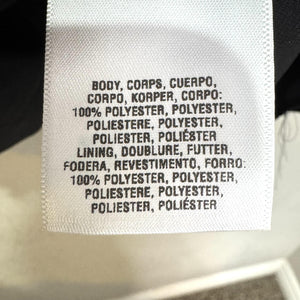 BODY, CORPS, CUERPO,
CORPO, KORPER, CORPO:
100% POLYESTER, POLYESTER,
POLIESTERE, POLYESTER,
POLIESTER, POLIÉSTER
LINING, DOUBLURE, FUTTER,
FODERA, REVESTIMENTO, FORRO:
100% POLYESTER, POLYESTER,
POLIESTERE, POLYESTER,
POLIESTER, POLIÉSTER